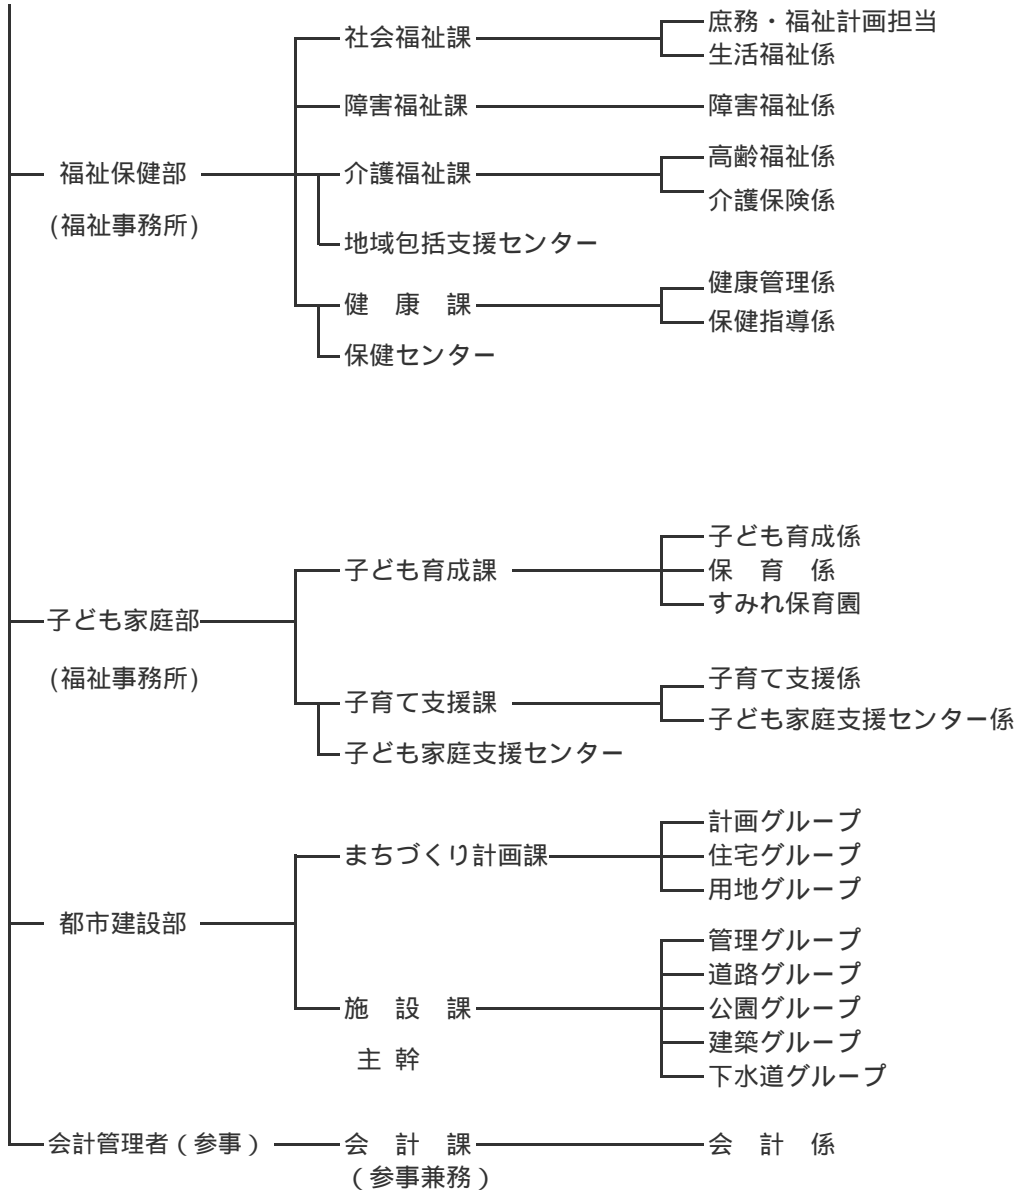 社会福祉課
庶務・福祉計画担当
生活福祉係
障害福祉課
障害福祉係
福祉保健部
(福祉事務所)
介護福祉課
高齢福祉係
介護保険係
地域包括支援センター
健　康　課
健康管理係
保健指導係
保健センター
子ども家庭部
(福祉事務所)
子ども育成課
子ども育成係
保　育　係
すみれ保育園
子育て支援課
子育て支援係
子ども家庭支援センター係
子ども家庭支援センター
都市建設部
まちづくり計画課
計画グループ
住宅グループ
用地グループ
施　設　課
主 幹
管理グループ
道路グループ
公園グループ
建築グループ
下水道グループ
会計管理者（参事）
会　計　課
（参事兼務）
会　計　係